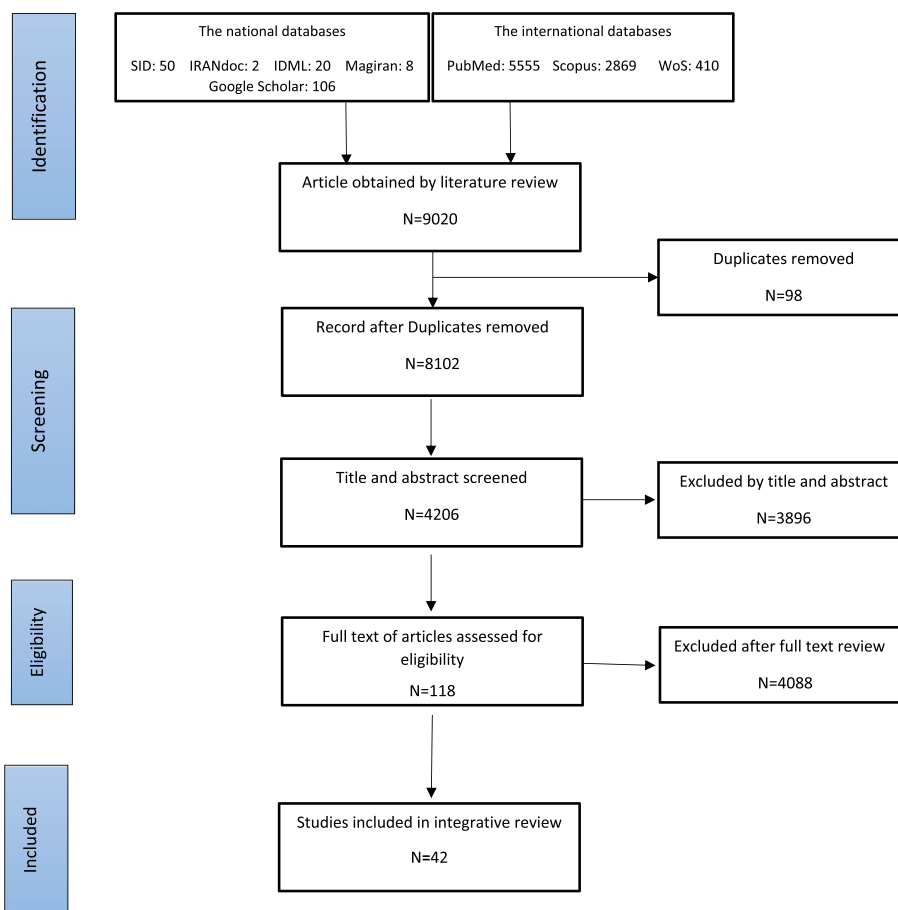 Identification
The national databases
SID: 50 IRANdoc: 2 IDML: 20 Magiran: 8
Google Scholar: 106
The international databases
PubMed: 5555 Scopus: 2869 WoS: 410
Article obtained by literature review
N=9020
Duplicates removed
N=98
Screening
Record after Duplicates removed
N=8102
Title and abstract screened
N=4206
Excluded by title and abstract
N=3896
Eligibility
Full text of articles assessed for
eligibility
N=118
Excluded after full text review
N=4088
Included
Studies included in integrative review
N=42